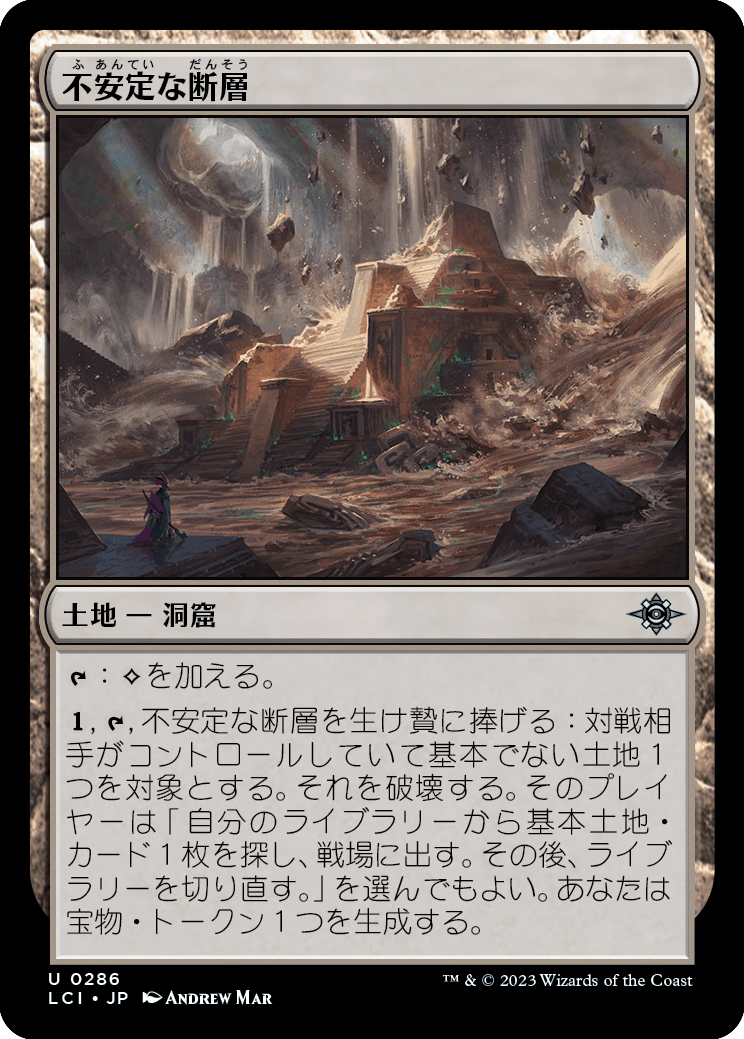 ふあんてい だんそう
不安定な断層
土地 — 洞窟
:を加える。
1, ,不安定な断層を生け贄に捧げる:対戦相
手がコントロールしていて基本でない土地1
つを対象とする。それを破壊する。そのプレイ
ヤーは「自分のライブラリーから基本土地・
カード1枚を探し、戦場に出す。その後、ライブ
ラリーを切り直す。」を選んでもよい。あなたは
宝物・トークン1つを生成する。
U 0286
LCI • JP Andrew Mar
™ & © 2023 Wizards of the Coast